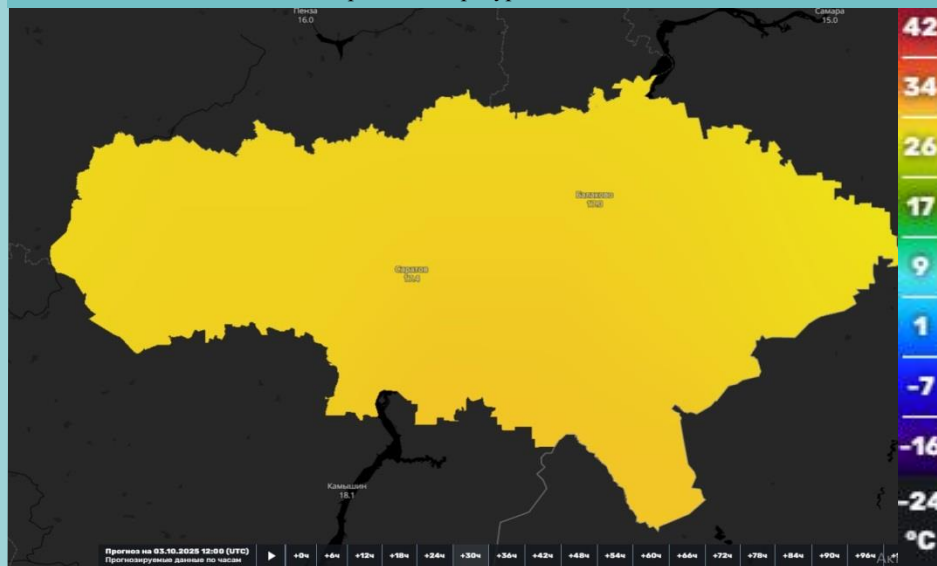 Пенза
16.0
Самара
15.0
Балаково
Саратов
Камышин
18.1
42
34
26
17
9
1
-7
-16
-24
°C
Прогноз на 03.10.2025 12:00 (UTC)
Прогнозируемые данные по часам
+0ч +6ч +12ч +18ч +24ч +30ч +36ч +42ч +48ч +54ч +60ч +66ч +72ч +78ч +84ч +90ч +96ч